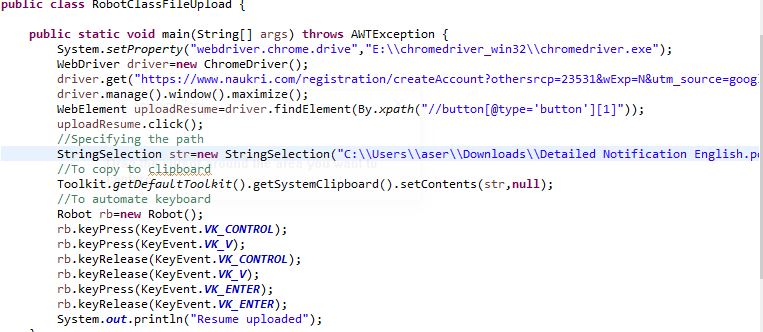 public class RobotClassFileUpload {
public static void main(String[] args) throws AWTException {
System.setProperty("webdriver.chrome.drive","E:\\chromedriver_win32\\chromedriver.exe");
WebDriver driver=new ChromeDriver();
driver.get("https://www.naukri.com/registration/createAccount?othersrcp=23531&wExp=N&utm_source=goog
driver.manage().window().maximize();
WebElement uploadResume=driver.findElement(By.xpath("//button[@type='button'][1]"));
uploadResume.click();
//Specifying the path
StringSelection str=new StringSelection("C:\\Users\\aser\\Downloads\\Detailed Notification English.pd
//To copy to clipboard
Toolkit.getDefaultToolkit().getSystemClipboard().setContents(str,null);
//To automate keyboard
Robot rb=new Robot();
rb.keyPress(KeyEvent.VK_CONTROL);
rb.keyPress(KeyEvent.VK_V);
rb.keyRelease(KeyEvent.VK_CONTROL);
rb.keyRelease(KeyEvent.VK_V);
rb.keyPress(KeyEvent.VK_ENTER);
rb.keyRelease(KeyEvent.VK_ENTER);
System.out.println("Resume uploaded");